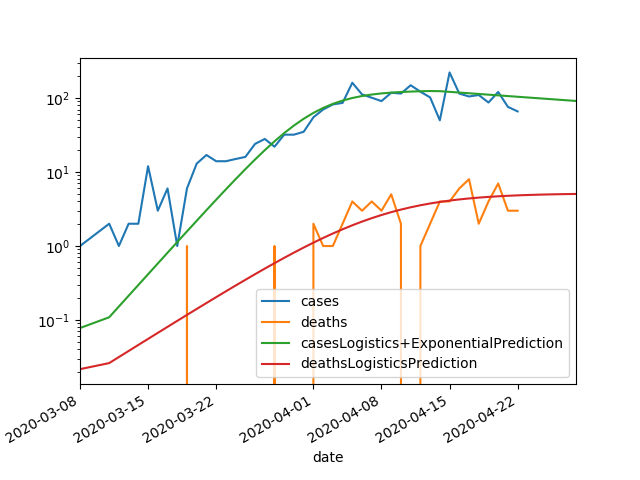 10²
10¹
10⁰
10⁻¹
cases
deaths
casesLogistics+ExponentialPrediction
deathsLogisticsPrediction
2020-03-08
2020-03-15
2020-03-22
2020-04-01
2020-04-08
2020-04-15
2020-04-22
date